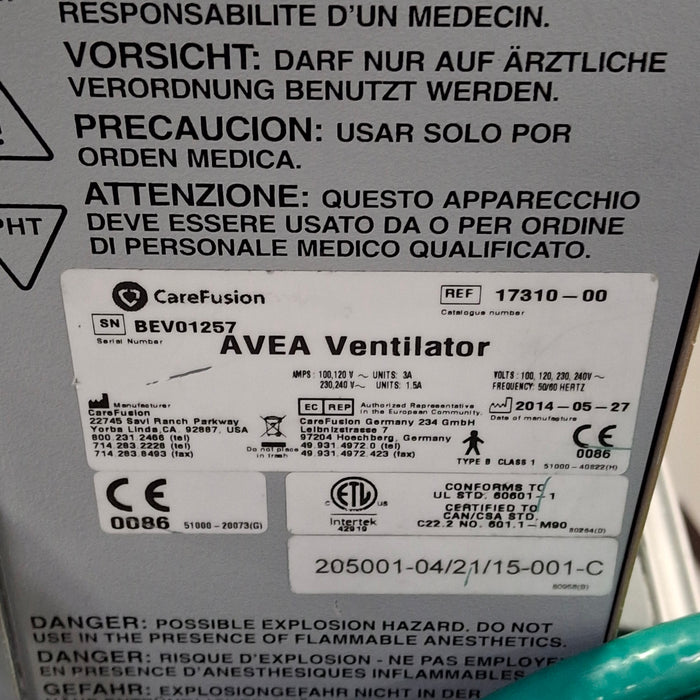 RESPONSABILITE D'UN MEDECIN.
VORSICHT: DARF NUR AUF ÄRZTLICHE
VERORDNUNG BENUTZT WERDEN.
PRECAUCION: USAR SOLO POR
ORDEN MEDICA.
ATTENZIONE: QUESTO APPARECCHIO
DEVE ESSERE USATO DA O PER ORDINE
DI PERSONALE MEDICO QUALIFICATO.
PHT
CareFusion
REF 17310-00
Catalogue number
SN BEV01257
Serial Number
AVEA Ventilator
AMPS: 100,120 V ~ UNITS: 3A
230,240 V ~ UNITS: 1.5A
VOLTS: 100, 120, 230, 240V ~
FREQUENCY: 50/60 HERTZ
Manufacturer
CareFusion
22745 Savi Ranch Parkway
Yorba Linda, CA. 92887, USA
800.231.2466 (tel)
714.283.2228 (tel)
714.283.8493 (fax)
Do not place
in trash
EC REP Authorized Representative
in the European Community.
CareFusion Germany 234 GmbH
Leibnizstrasse 7
97204 Hoechberg, Germany
49.931.4972.0 (tel)
49.931.4972.423 (fax)
2014-05-27
Date of manufacture
TYPE B CLASS 1
CE
0086
51000-40822(H)
CE
0086
51000-20073(G)
ETL
c us
Intertek
42919
CONFORMS TO
UL STD. 60601-1
CERTIFIED TO
CAN/CSA STD.
C22.2 NO. 601.1-M90
80264(D)
205001-04/21/15-001-C
80968(B)
DANGER: POSSIBLE EXPLOSION HAZARD. DO NOT
USE IN THE PRESENCE OF FLAMMABLE ANESTHETICS.
DANGER: RISQUE D'EXPLOSION - NE PAS EMPLOYE
EN PRESENCE D'ANESTHESIQUES INFLAMMABLES
GEFAHR: EXPLOSIONGEFAHR NICHT IN DER